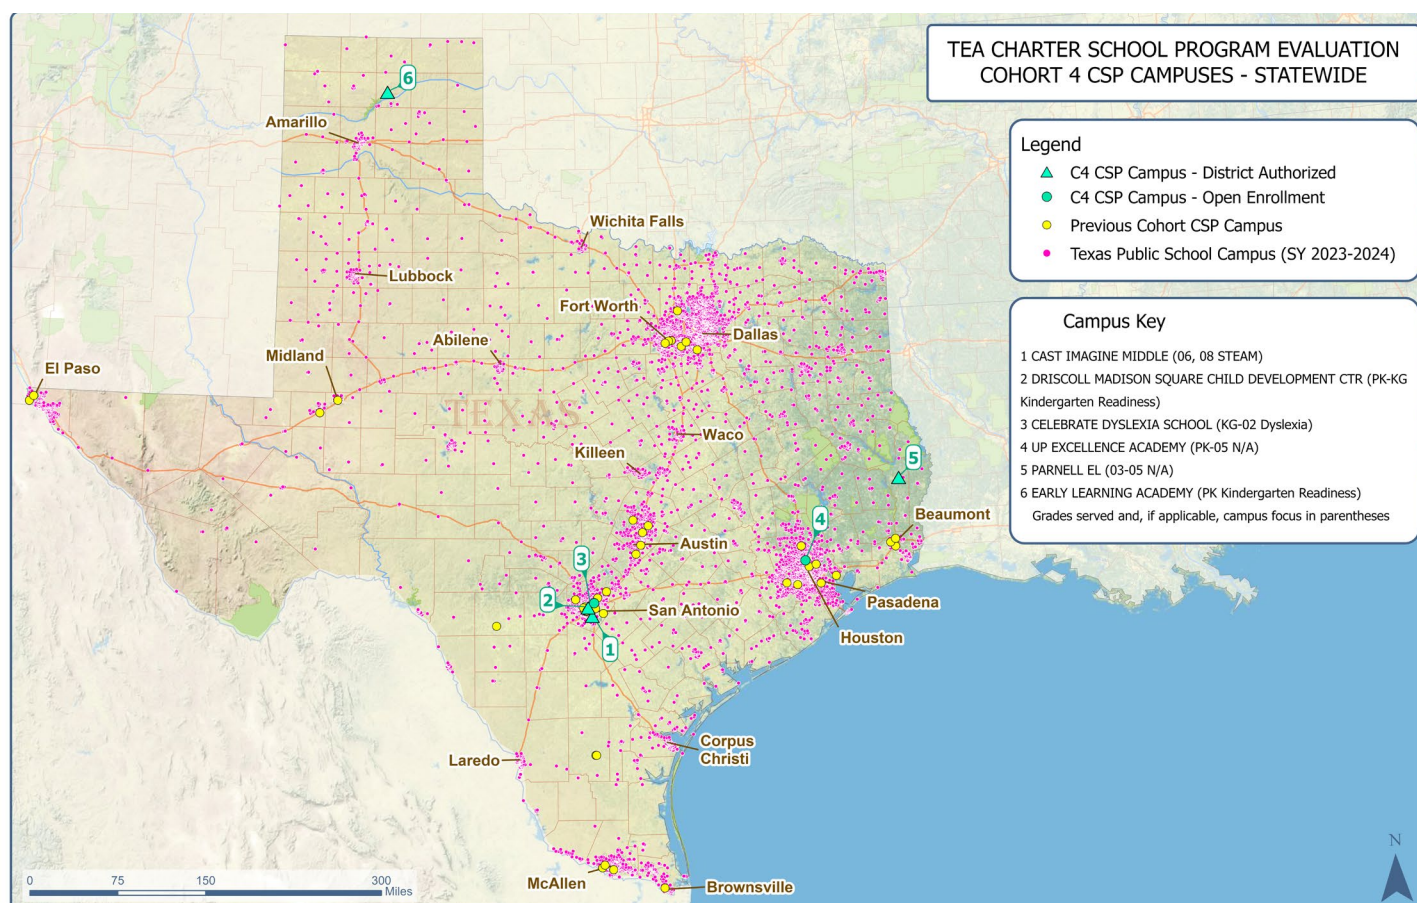 TEA CHARTER SCHOOL PROGRAM EVALUATION
COHORT 4 CSP CAMPUSES - STATEWIDE
Legend
C4 CSP Campus - District Authorized
C4 CSP Campus - Open Enrollment
Previous Cohort CSP Campus
Texas Public School Campus (SY 2023-2024)
Campus Key
1 CAST IMAGINE MIDDLE (06, 08 STEAM)
2 DRISCOLL MADISON SQUARE CHILD DEVELOPMENT CTR (PK-KG
Kindergarten Readiness)
3 CELEBRATE DYSLEXIA SCHOOL (KG-02 Dyslexia)
4 UP EXCELLENCE ACADEMY (PK-05 N/A)
5 PARNELL EL (03-05 N/A)
6 EARLY LEARNING ACADEMY (PK Kindergarten Readiness)
Grades served and, if applicable, campus focus in parentheses
6
Amarillo
Wichita Falls
Lubbock
Fort Worth
Dallas
Abilene
Midland
El Paso
TEXAS
Waco
Killeen
5
4
Beaumont
Austin
3
2
San Antonio
Pasadena
Houston
1
Corpus
Christi
Laredo
McAllen
Brownsville
0 75 150 300
Miles
N